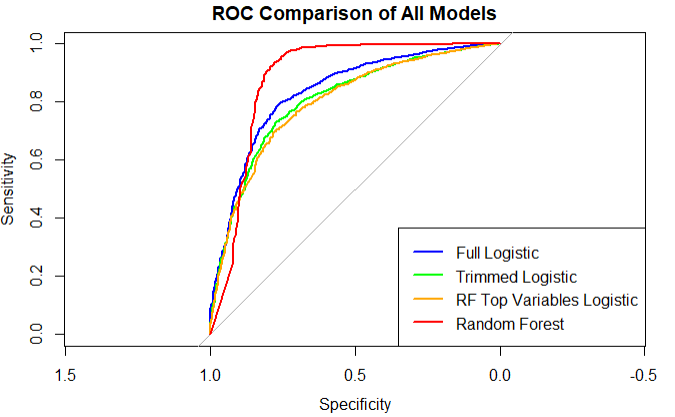 ROC Comparison of All Models
Sensitivity
1.0
0.8
0.6
0.4
0.2
0.0
Full Logistic
Trimmed Logistic
RF Top Variables Logistic
Random Forest
1.5 1.0 0.5 0.0 -0.5
Specificity